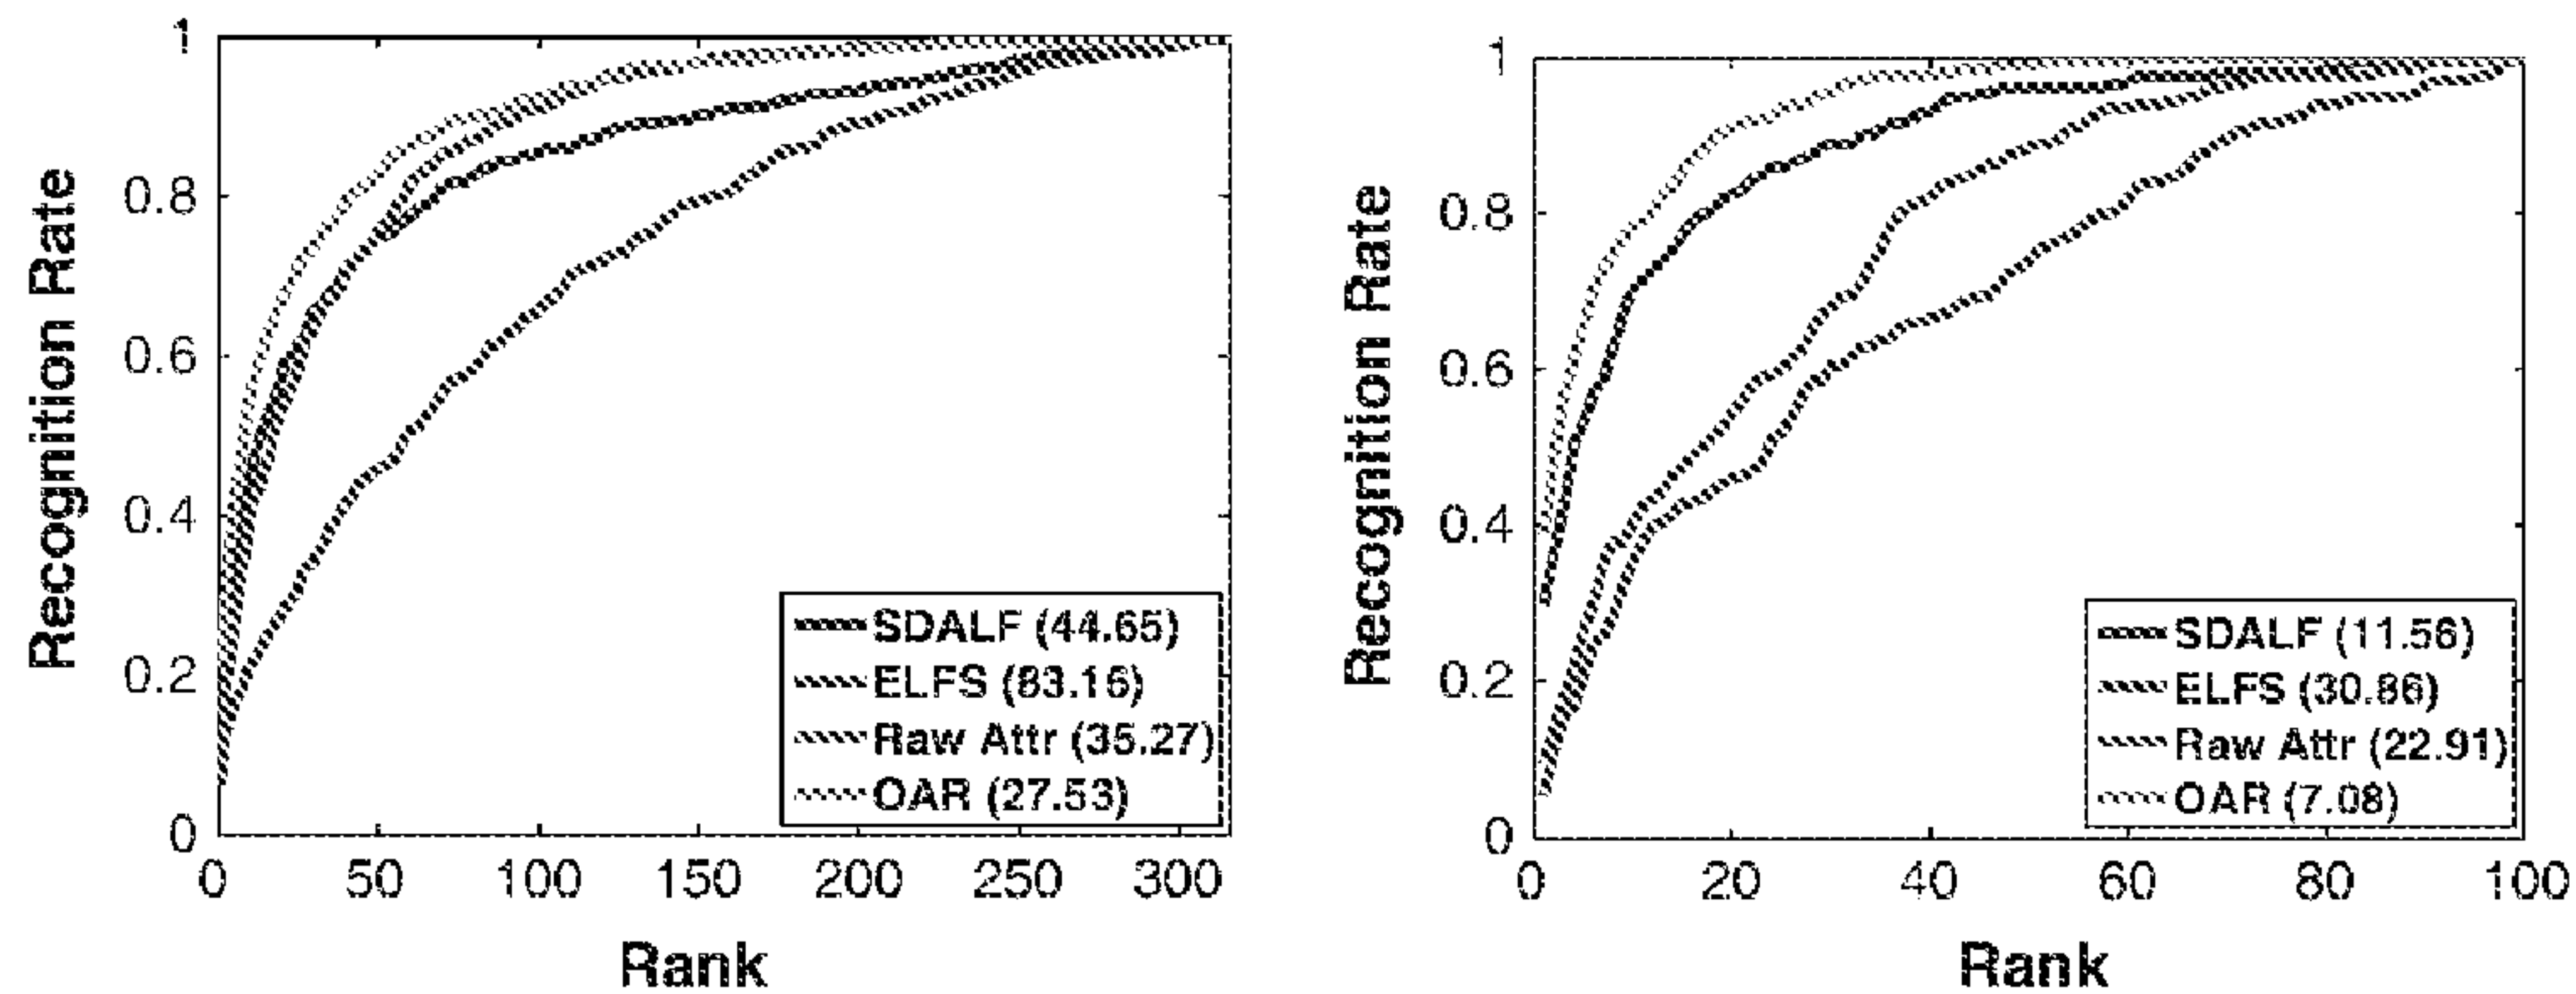 Recognition Rate
1
0.8
0.6
0.4
0.2
0
SDALF (44.65)
ELFS (83.16)
Raw Attr (35.27)
OAR (27.53)
0 50 100 150 200 250 300
Rank
Recognition Rate
1
0.8
0.6
0.4
0.2
0
SDALF (11.56)
ELFS (30.86)
Raw Attr (22.91)
OAR (7.08)
0 20 40 60 80 100
Rank